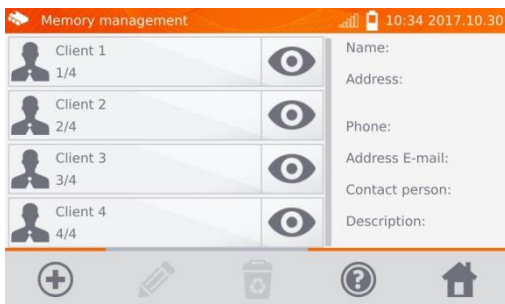 Memory management
10:34 2017.10.30
Client 1
1/4
Client 2
2/4
Client 3
3/4
Client 4
4/4
Name:
Address:
Phone:
Address E-mail:
Contact person:
Description: